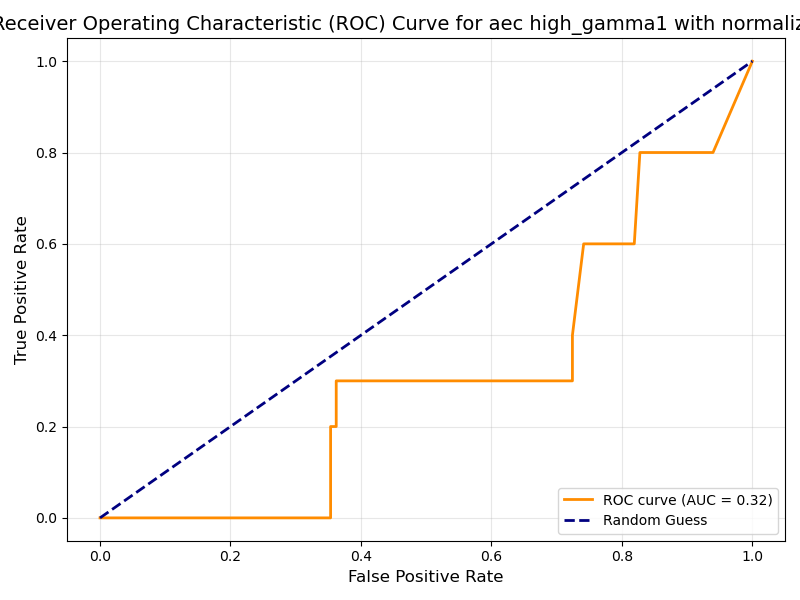 Receiver Operating Characteristic (ROC) Curve for aec high_gamma1 with
1.0
0.8
0.6
0.4
0.2
0.0
True Positive Rate
0.0 0.2 0.4 0.6 0.8 1.0
False Positive Rate
ROC curve (AUC = 0.32)
Random Guess